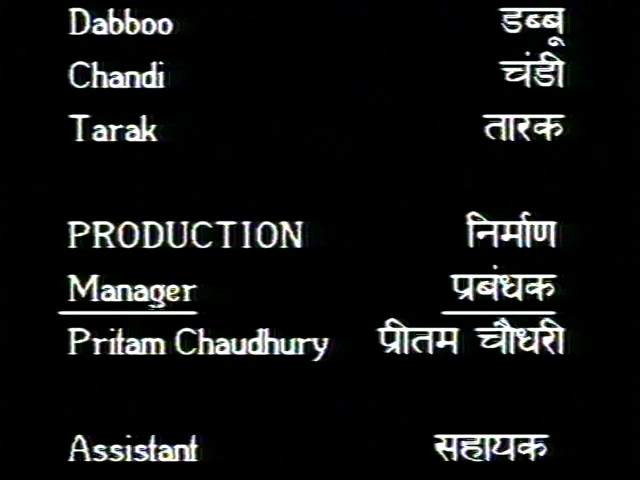 Dabboo डब्बू
Chandi चंडी
Tarak तारक
PRODUCTION निर्माण
Manager प्रबंधक
Pritam Chaudhury प्रीतम चौधरी
Assistant सहायक